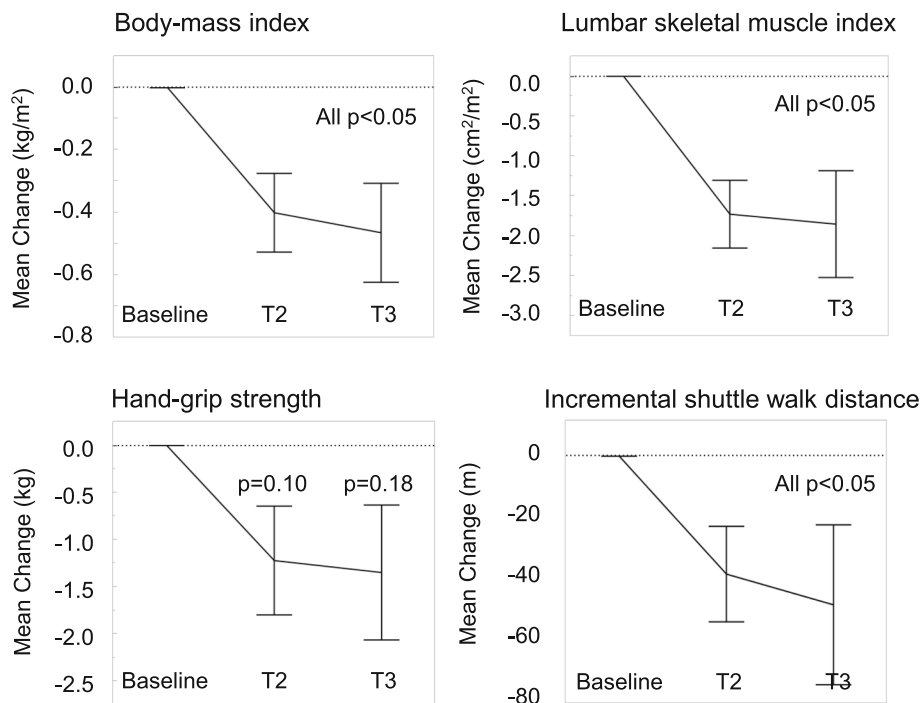 Body-mass index
Mean Change (kg/m²)
0.0
-0.2
-0.4
-0.6
-0.8
All p<0.05
Baseline T2 T3
Lumbar skeletal muscle index
Mean Change (cm²/m²)
0.0
-0.5
-1.0
-1.5
-2.0
-2.5
-3.0
All p<0.05
Baseline T2 T3
Hand-grip strength
Mean Change (kg)
0.0
-0.5
-1.0
-1.5
-2.0
-2.5
p=0.10 p=0.18
Baseline T2 T3
Incremental shuttle walk distance
Mean Change (m)
0
-20
-40
-60
-80
All p<0.05
Baseline T2 T3